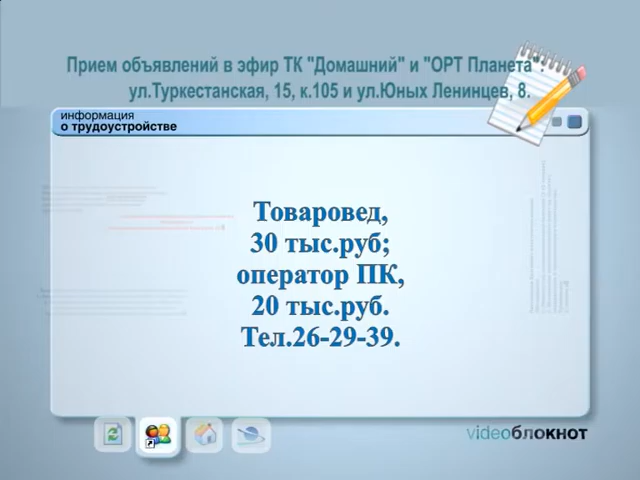 Прием объявлений в эфир ТК "Домашний" и "ОРТ Планета":
ул.Туркестанская, 15, к.105 и ул.Юных Ленинцев, 8.
информация
о трудоустройстве
Товаровед,
30 тыс.руб;
оператор ПК,
20 тыс.руб.
Тел.26-29-39.
videoблокнот